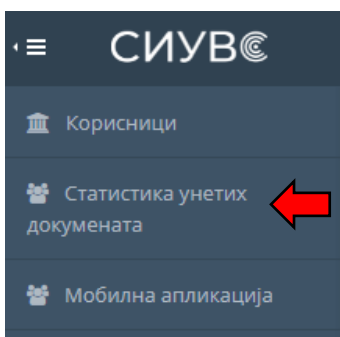 СИУВС
Корисници
Статистика унетих
докумената
Мобилна апликација